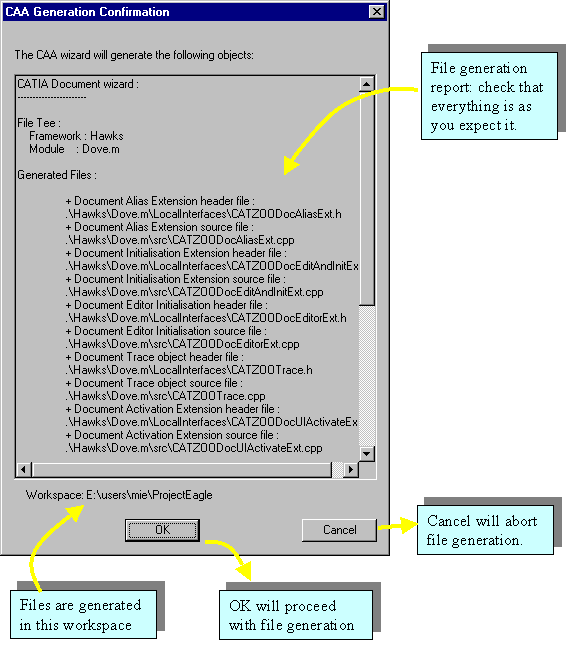 CAA Generation Confirmation
The CAA wizard will generate the following objects:
CATIA Document wizard :
-----------------------
File Tee :
Framework : Hawks
Module : Dove.m
Generated Files :
+ Document Alias Extension header file :
.\Hawks\Dove.m\LocalInterfaces\CATZOODocAliasExt.h
+ Document Alias Extension source file :
.\Hawks\Dove.m\src\CATZOODocAliasExt.cpp
+ Document Initialisation Extension header file :
.\Hawks\Dove.m\LocalInterfaces\CATZOODocEditAndInitEx
+ Document Initialisation Extension source file :
.\Hawks\Dove.m\src\CATZOODocEditAndInitExt.cpp
+ Document Editor Initialisation header file :
.\Hawks\Dove.m\LocalInterfaces\CATZOODocEditorExt.h
+ Document Editor Initialisation source file :
.\Hawks\Dove.m\src\CATZOODocEditorExt.cpp
+ Document Trace object header file :
.\Hawks\Dove.m\LocalInterfaces\CATZOOTrace.h
+ Document Trace object source file :
.\Hawks\Dove.m\src\CATZOOTrace.cpp
+ Document Activation Extension header file :
.\Hawks\Dove.m\LocalInterfaces\CATZOODocUIActivateEx
+ Document Activation Extension source file :
.\Hawks\Dove.m\src\CATZOODocUIActivateExt.cpp
Workspace: E:\users\mie\ProjectEagle
OK
Cancel
File generation
report: check that
everything is as
you expect it.
Cancel will abort
file generation.
Files are generated
in this workspace
OK will proceed
with file generation